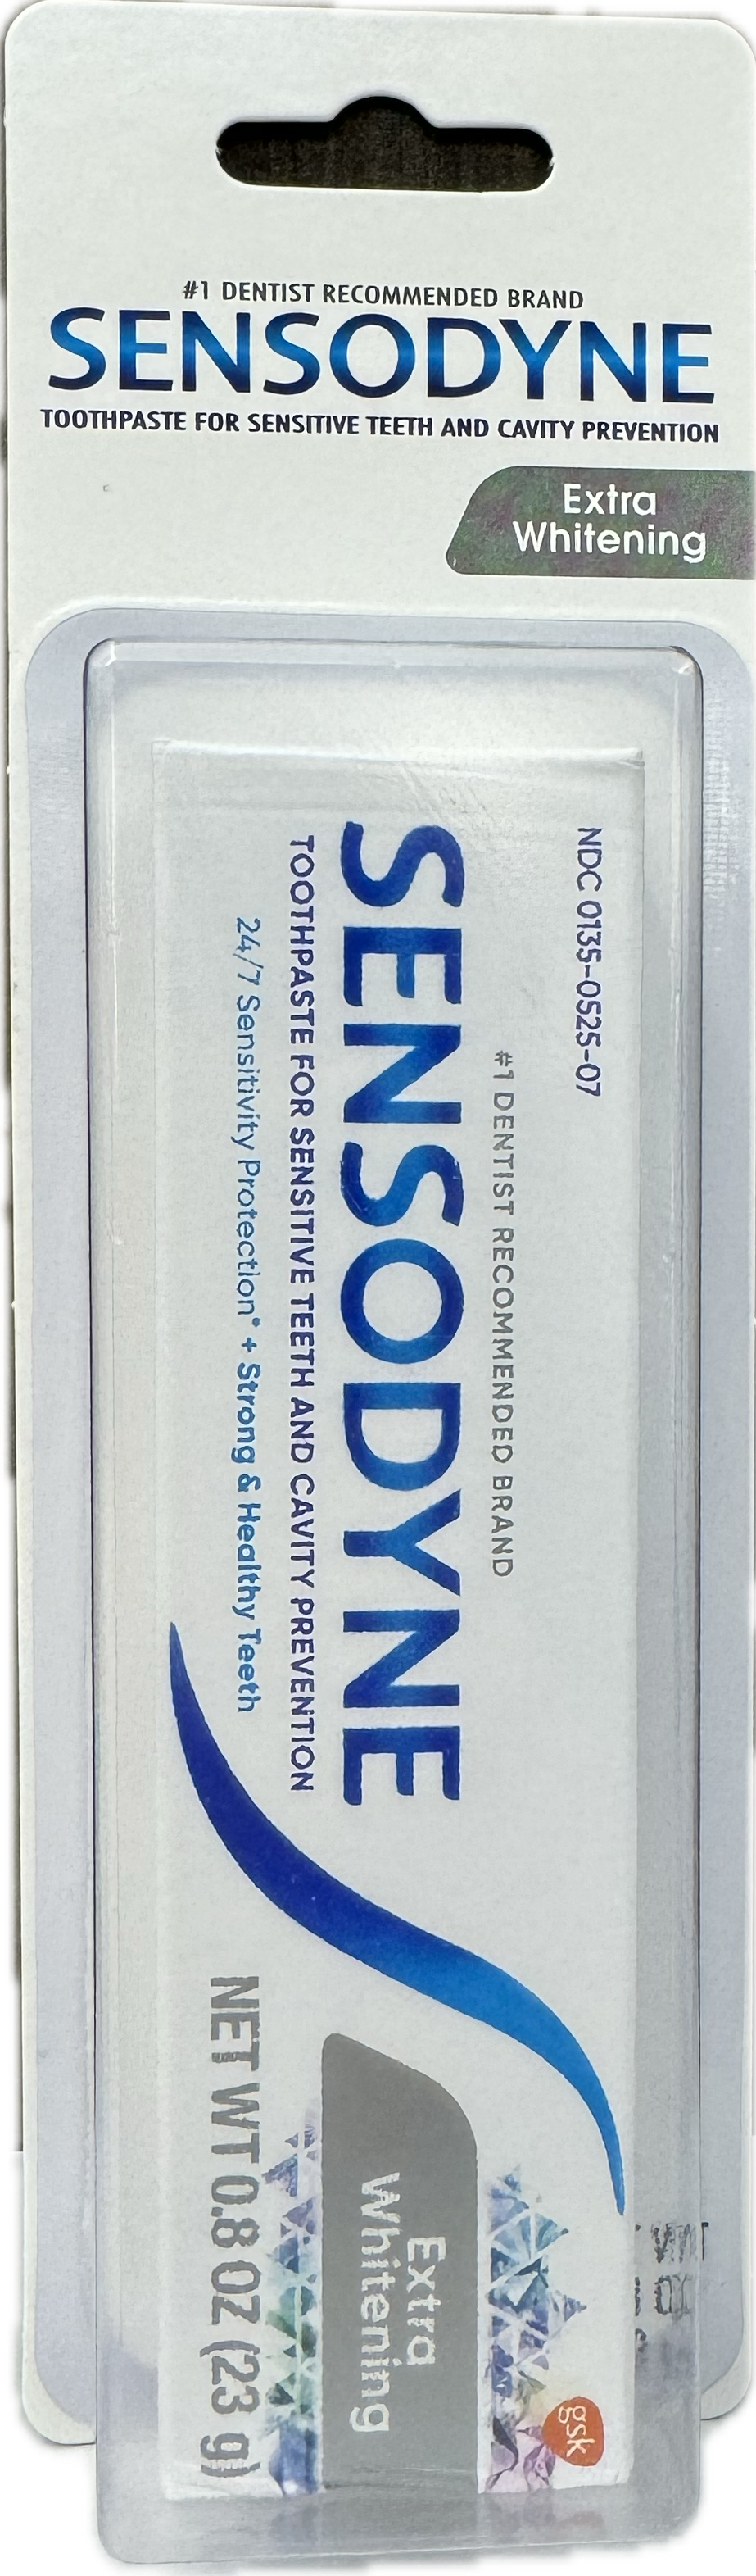 #1 DENTIST RECOMMENDED BRAND
SENSODYNE
TOOTHPASTE FOR SENSITIVE TEETH AND CAVITY PREVENTION
Extra
Whitening
NDC 0135-0525-07
#1 DENTIST RECOMMENDED BRAND
SENSODYNE
TOOTHPASTE FOR SENSITIVE TEETH AND CAVITY PREVENTION
24/7 Sensitivity Protection* + Strong & Healthy Teeth
Extra
Whitening
gsk
NET WT 0.8 OZ (23 g)